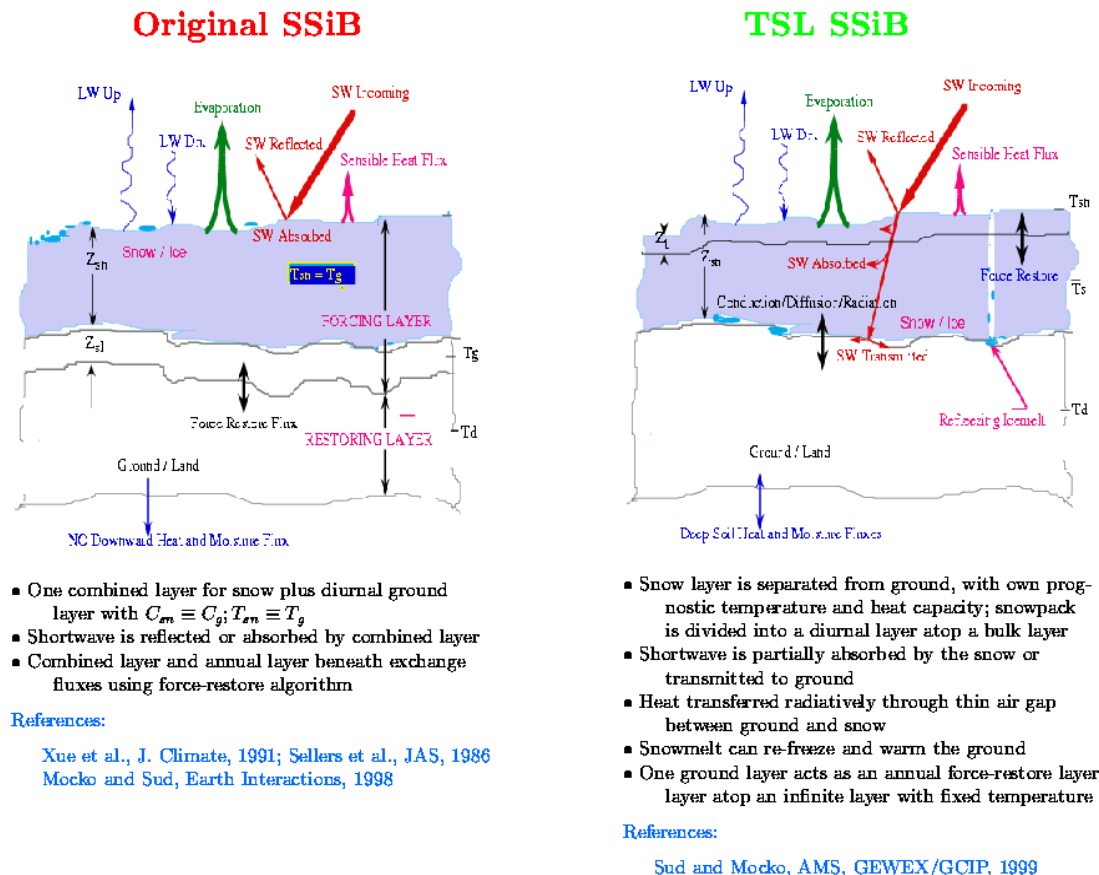 Original SSiB
LW Up
Evaporation
SW Incoming
LW Dn.
SW Reflected
Sensible Heat Flux
SW Absorbed
Snow / Ice
Z_sn
Tsn = Tg
FORCING LAYER
Z_sl
Tg
Force Restore Flux
RESTORING LAYER
Td
Ground / Land
NO Downward Heat and Moisture Flux
• One combined layer for snow plus diurnal ground
layer with C_sn ≡ C_g; T_sn ≡ T_g
• Shortwave is reflected or absorbed by combined layer
• Combined layer and annual layer beneath exchange
fluxes using force-restore algorithm
References:
Xue et al., J. Climate, 1991; Sellers et al., JAS, 1986
Mocko and Sud, Earth Interactions, 1998
TSL SSiB
LW Up
Evaporation
SW Incoming
LW Dn.
SW Reflected
Sensible Heat Flux
Tsn
Z_sn
SW Absorbed
Force Restore
Ts
Conduction/Diffusion/Radiation
Snow / Ice
SW Transmitted
Td
Refreezing Icemelt
Ground / Land
Deep Soil Heat and Moisture Fluxes
• Snow layer is separated from ground, with own prog-
nostic temperature and heat capacity; snowpack
is divided into a diurnal layer atop a bulk layer
• Shortwave is partially absorbed by the snow or
transmitted to ground
• Heat transferred radiatively through thin air gap
between ground and snow
• Snowmelt can re-freeze and warm the ground
• One ground layer acts as an annual force-restore layer
layer atop an infinite layer with fixed temperature
References:
Sud and Mocko, AMS, GEWEX/GCIP, 1999